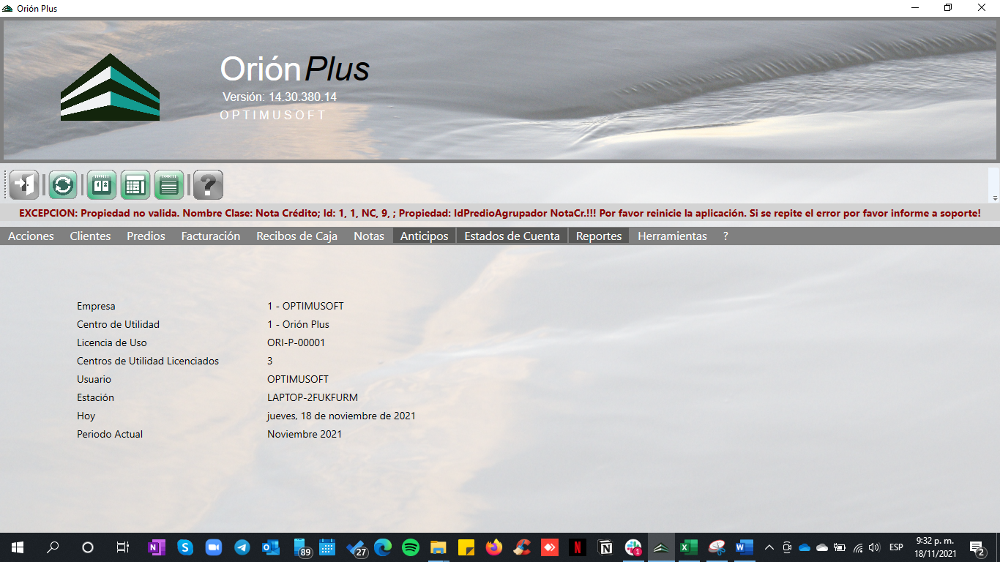 Orión Plus
Orión Plus
Versión: 14.30.380.14
OPTIMUSOFT
EXCEPCION: Propiedad no valida. Nombre Clase: Nota Crédito; Id: 1, 1, NC, 9, ; Propiedad: IdPredioAgrupador NotaCr.!!! Por favor reinicie la aplicación. Si se repite el error por favor informe a soporte!
Acciones Clientes Predios Facturación Recibos de Caja Notas Anticipos Estados de Cuenta Reportes Herramientas ?
Empresa 1 - OPTIMUSOFT
Centro de Utilidad 1 - Orión Plus
Licencia de Uso ORI-P-00001
Centros de Utilidad Licenciados 3
Usuario OPTIMUSOFT
Estación LAPTOP-2FUKFURM
Hoy jueves, 18 de noviembre de 2021
Periodo Actual Noviembre 2021
89 27 1 ESP 9:32 p. m. 2
18/11/2021